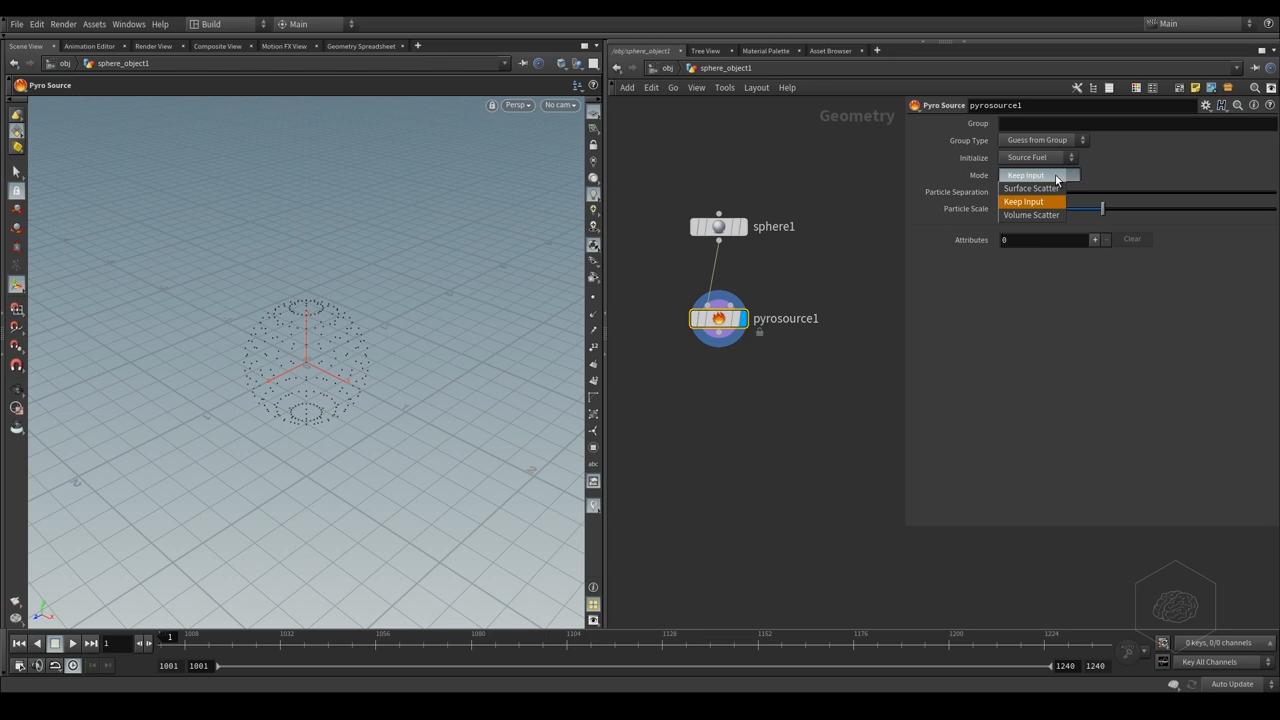 File Edit Render Assets Windows Help Build Main Main
Scene View Animation Editor Render View Composite View Motion FX View Geometry Spreadsheet
/obj/sphere_object1 Tree View Material Palette Asset Browser
obj sphere_object1
obj sphere_object1
Pyro Source
Add Edit Go View Tools Layout Help
Persp No cam
Geometry
Pyro Source pyrosource1
Group
Group Type Guess from Group
Initialize Source Fuel
Mode Keep Input
Surface Scatter
Keep Input
Volume Scatter
Particle Separation
Particle Scale
Attributes 0 Clear
sphere1
pyrosource1
abc
1
1
1008 1032 1056 1080 1104 1128 1152 1176 1200 1224
0 keys, 0/0 channels
1001 1001 1240 1240
Key All Channels
Auto Update